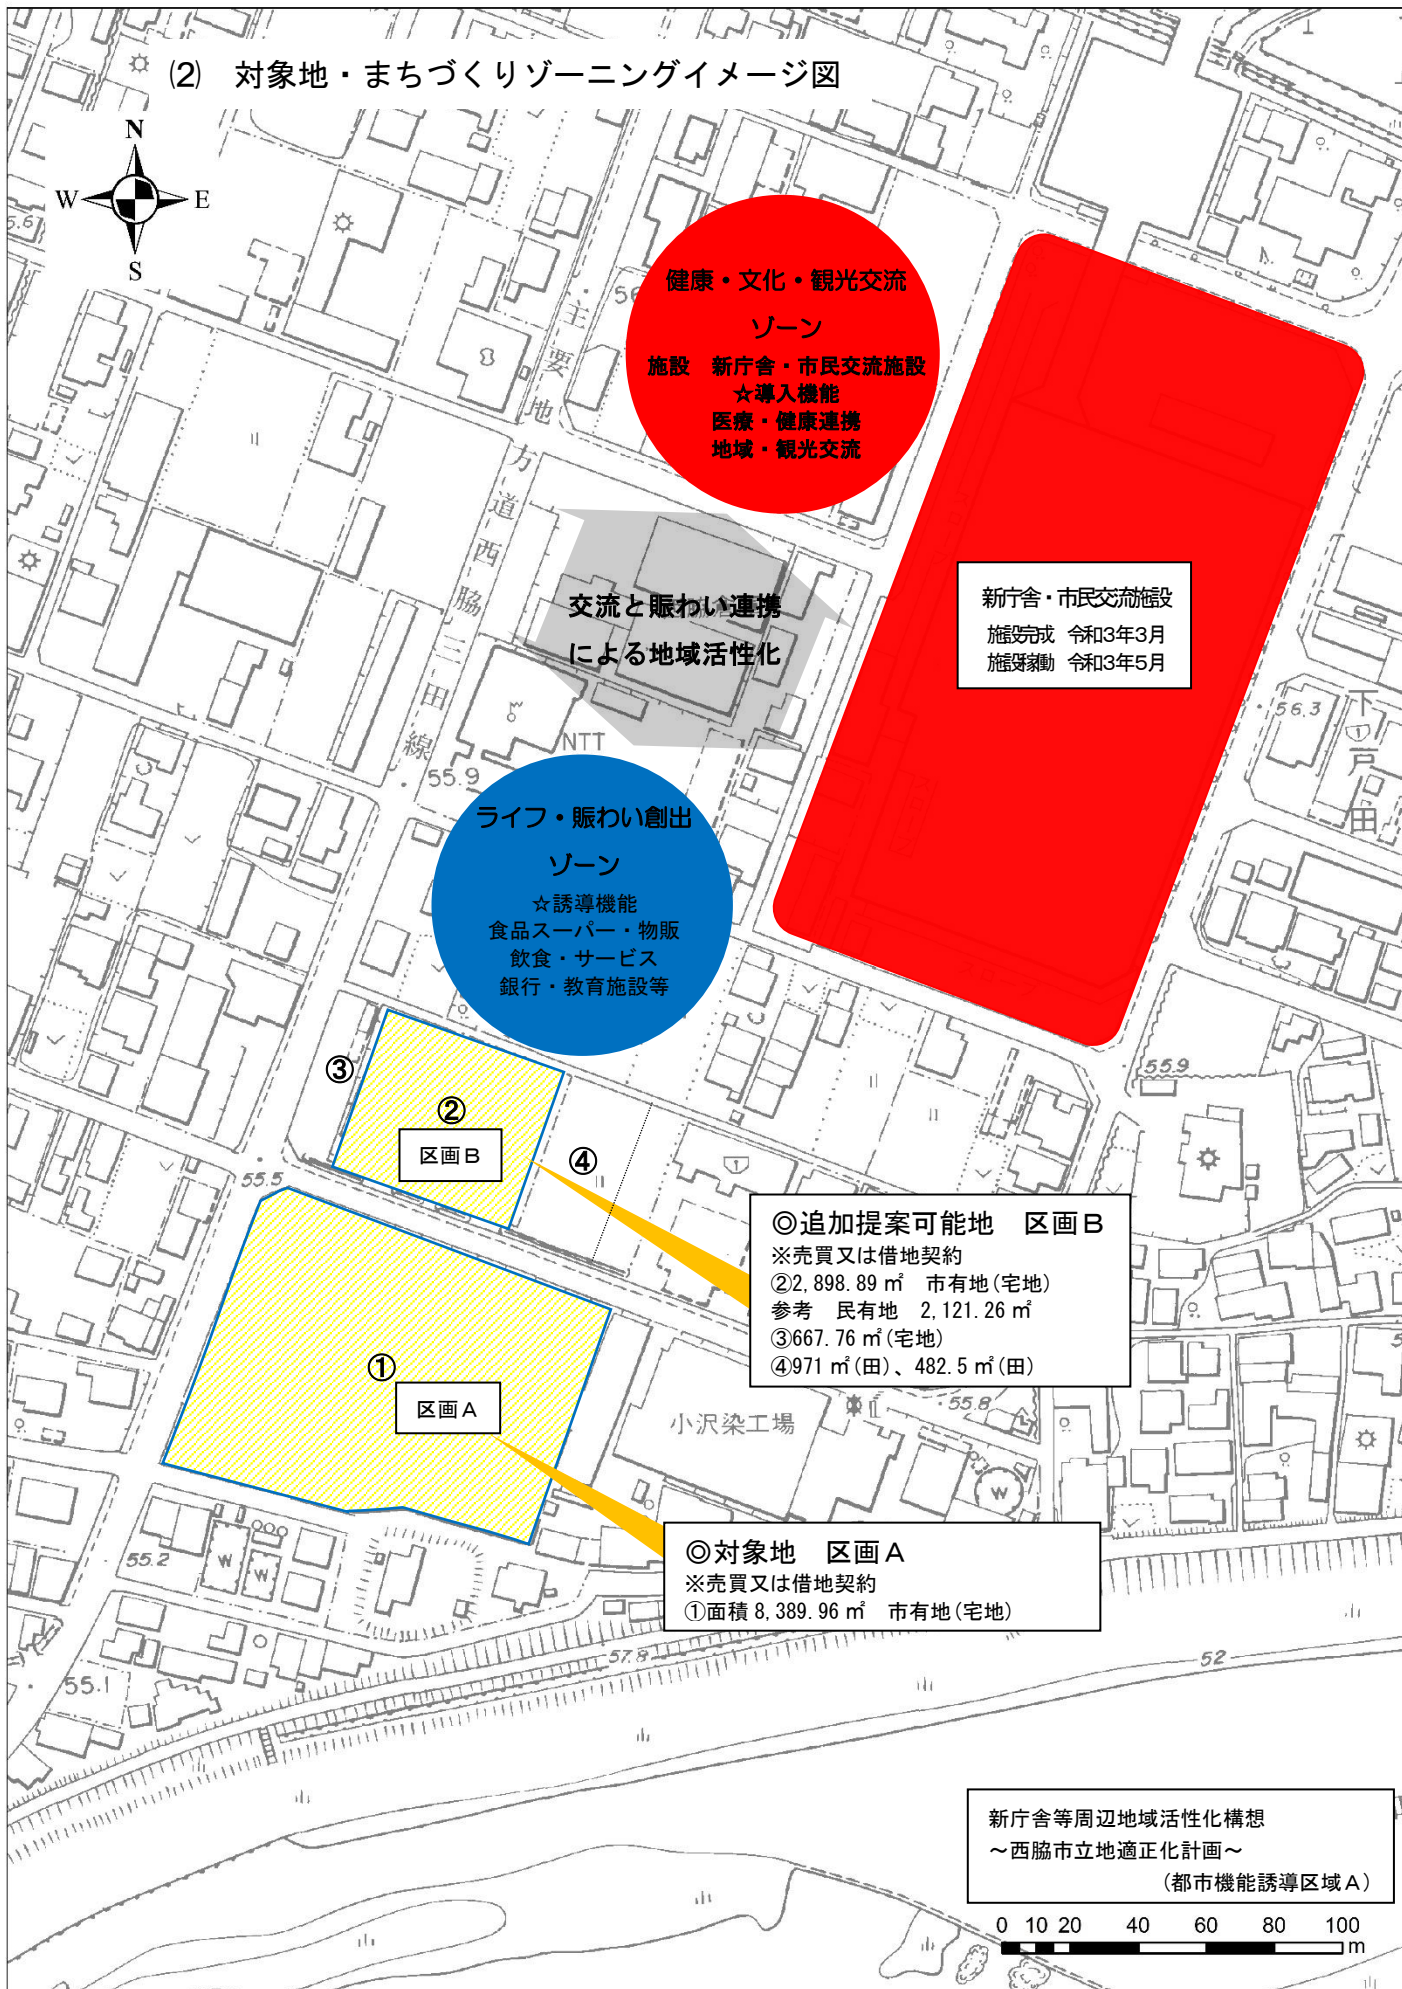 ⑵　対象地・まちづくりゾーニングイメージ図
N
W
E
S
健康・文化・観光交流
ゾーン
施設　新庁舎・市民交流施設
☆導入機能
医療・健康連携
地域・観光交流
主要地方道西脇三田線
新庁舎・市民交流施設
施設完成　令和3年3月
施設稼働　令和3年5月
交流と賑わい連携
による地域活性化
56.3
下戸田
NTT
55.9
ライフ・賑わい創出
ゾーン
☆誘導機能
食品スーパー・物販
飲食・サービス
銀行・教育施設等
55.9
③
②
区画B
④
55.5
◎追加提案可能地　区画B
※売買又は借地契約
②2,898.89㎡　市有地(宅地)
参考　民有地　2,121.26㎡
③667.76㎡(宅地)
④971㎡(田)、482.5㎡(田)
①
区画A
小沢染工場
55.8
W
◎対象地　区画A
※売買又は借地契約
①面積8,389.96㎡　市有地(宅地)
55.2
W
W
57.8
52
55.1
新庁舎等周辺地域活性化構想
～西脇市立地適正化計画～
(都市機能誘導区域A)
0 10 20 40 60 80 100
m